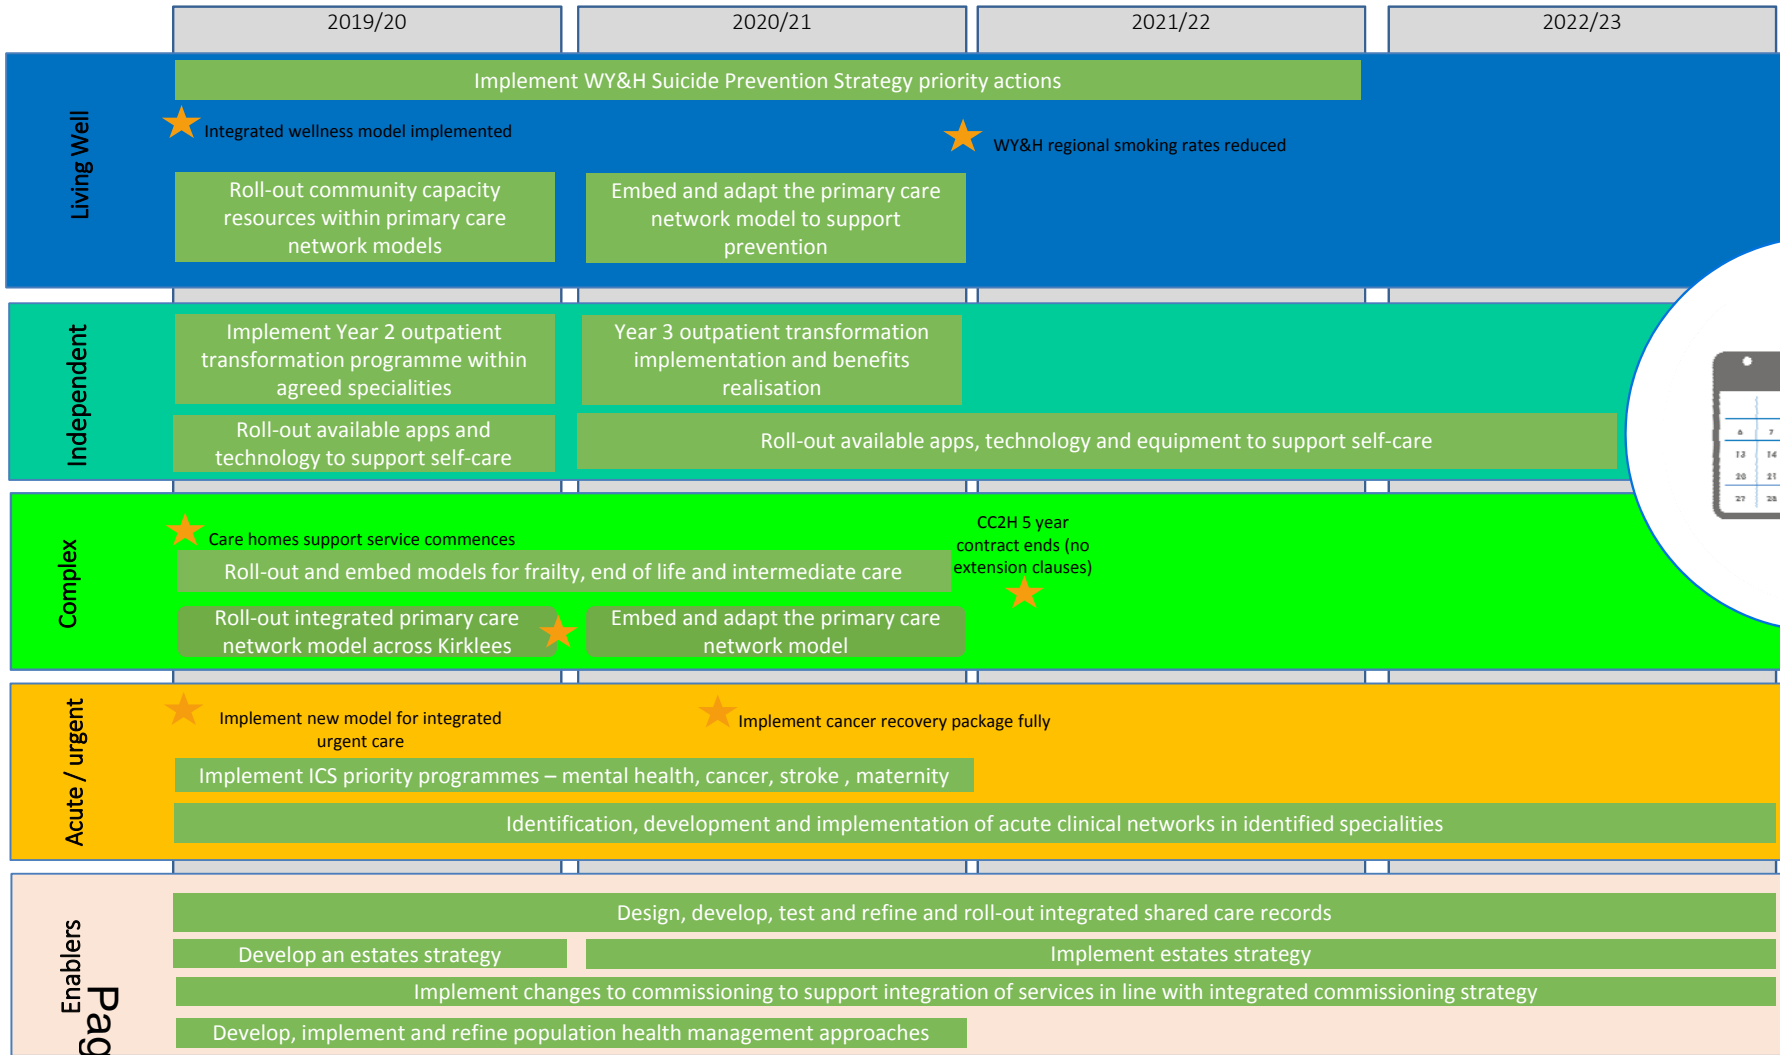 2019/20
2020/21
2021/22
2022/23
Living Well
Implement WY&H Suicide Prevention Strategy priority actions
Integrated wellness model implemented
WY&H regional smoking rates reduced
Roll-out community capacity
resources within primary care
network models
Embed and adapt the primary care
network model to support
prevention
Independent
Implement Year 2 outpatient
transformation programme within
agreed specialities
Year 3 outpatient transformation
implementation and benefits
realisation
Roll-out available apps and
technology to support self-care
Roll-out available apps, technology and equipment to support self-care
6 7
13 14
20 21
27 28
Complex
Care homes support service commences
CC2H 5 year
contract ends (no
extension clauses)
Roll-out and embed models for frailty, end of life and intermediate care
Roll-out integrated primary care
network model across Kirklees
Embed and adapt the primary care
network model
Acute / urgent
Implement new model for integrated
urgent care
Implement cancer recovery package fully
Implement ICS priority programmes – mental health, cancer, stroke , maternity
Identification, development and implementation of acute clinical networks in identified specialities
Enablers
Design, develop, test and refine and roll-out integrated shared care records
Develop an estates strategy
Implement estates strategy
Implement changes to commissioning to support integration of services in line with integrated commissioning strategy
Develop, implement and refine population health management approaches
Pag